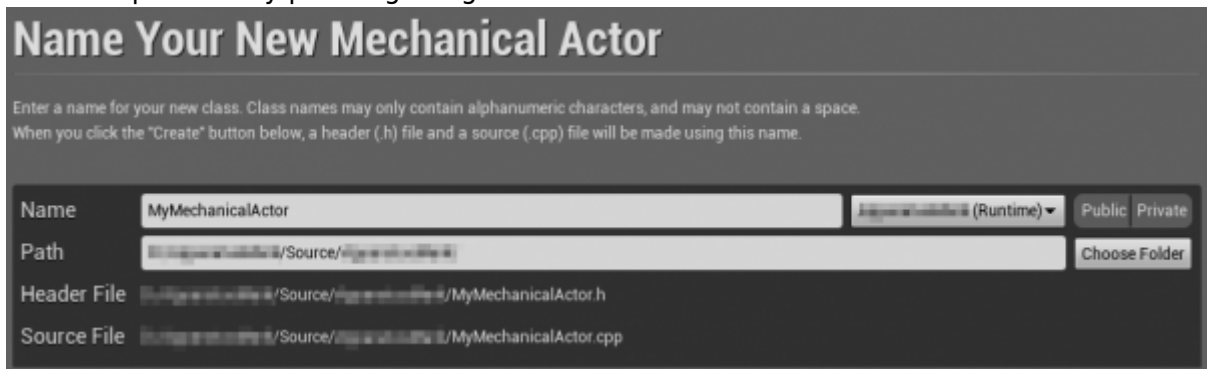 Name Your New Mechanical Actor
Enter a name for your new class. Class names may only contain alphanumeric characters, and may not contain a space.
When you click the "Create" button below, a header (.h) file and a source (.cpp) file will be made using this name.
Name MyMechanicalActor (Runtime) Public Private
Path /Source/ Choose Folder
Header File /Source/ /MyMechanicalActor.h
Source File /Source/ /MyMechanicalActor.cpp